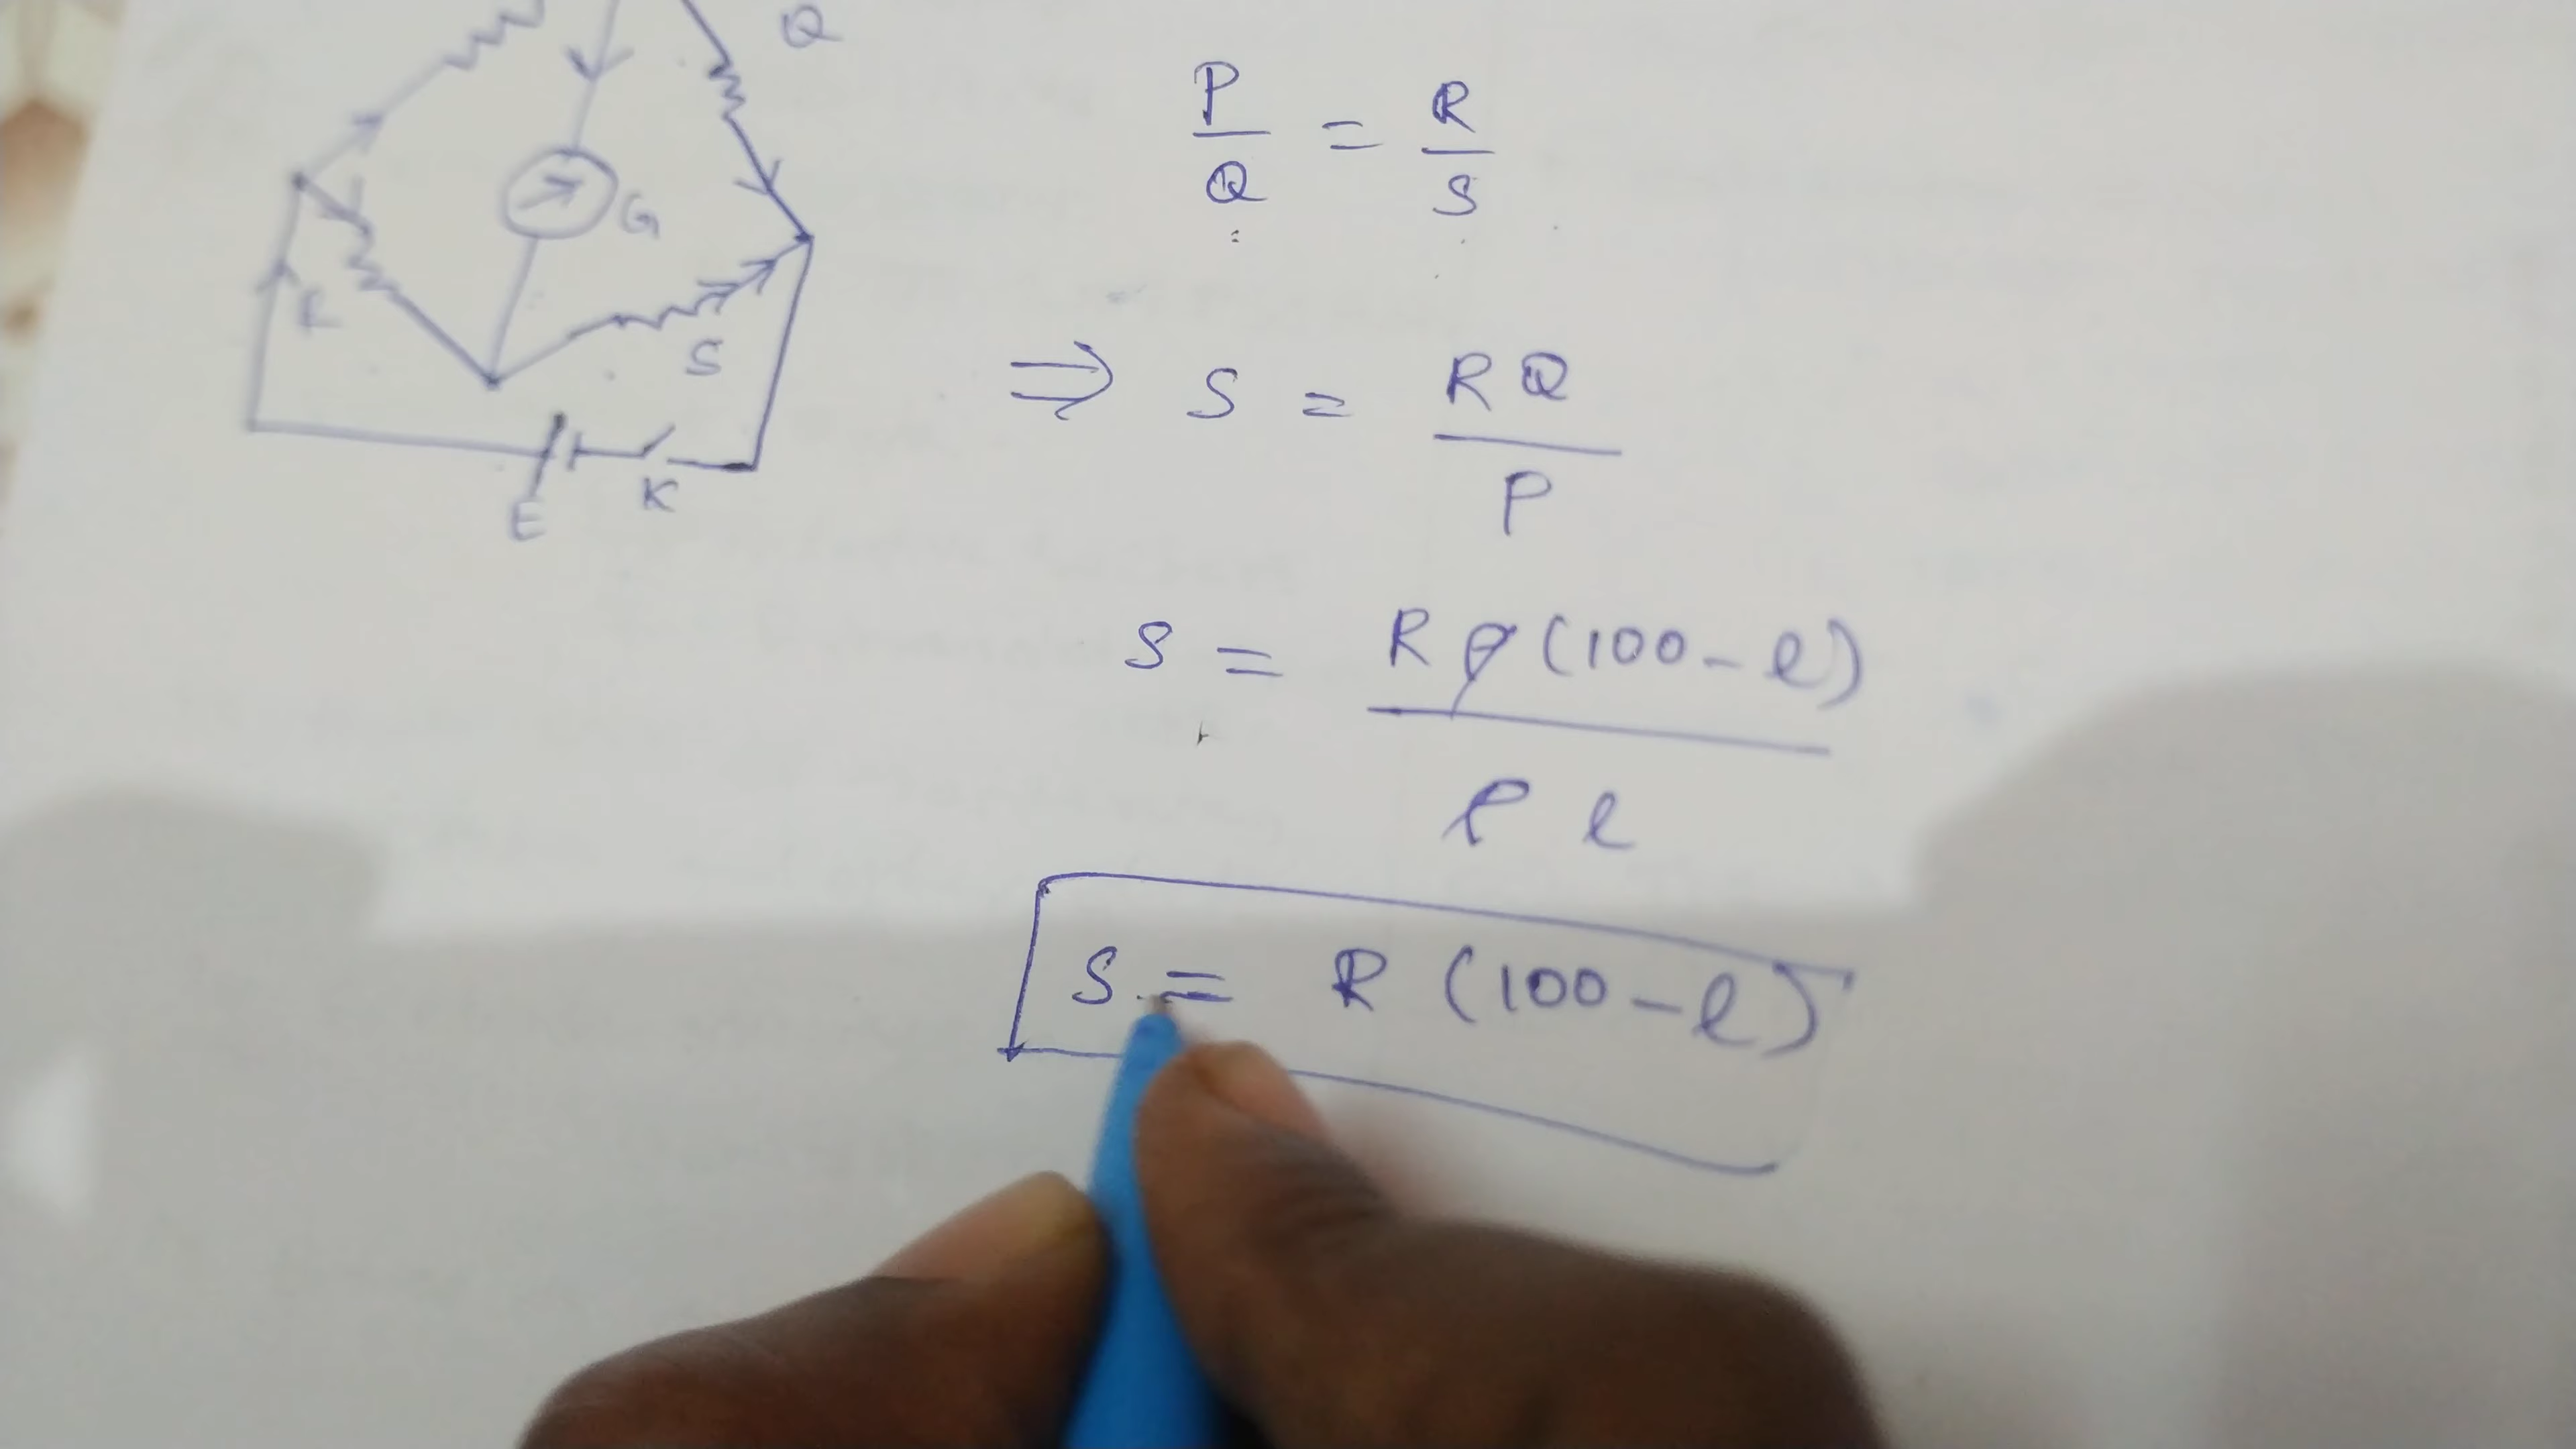 Q
G
R
S
E
K
P/Q = R/S
⇒ S = RQ/P
S = Rρ(100-l)/ρl
S = R(100-l)